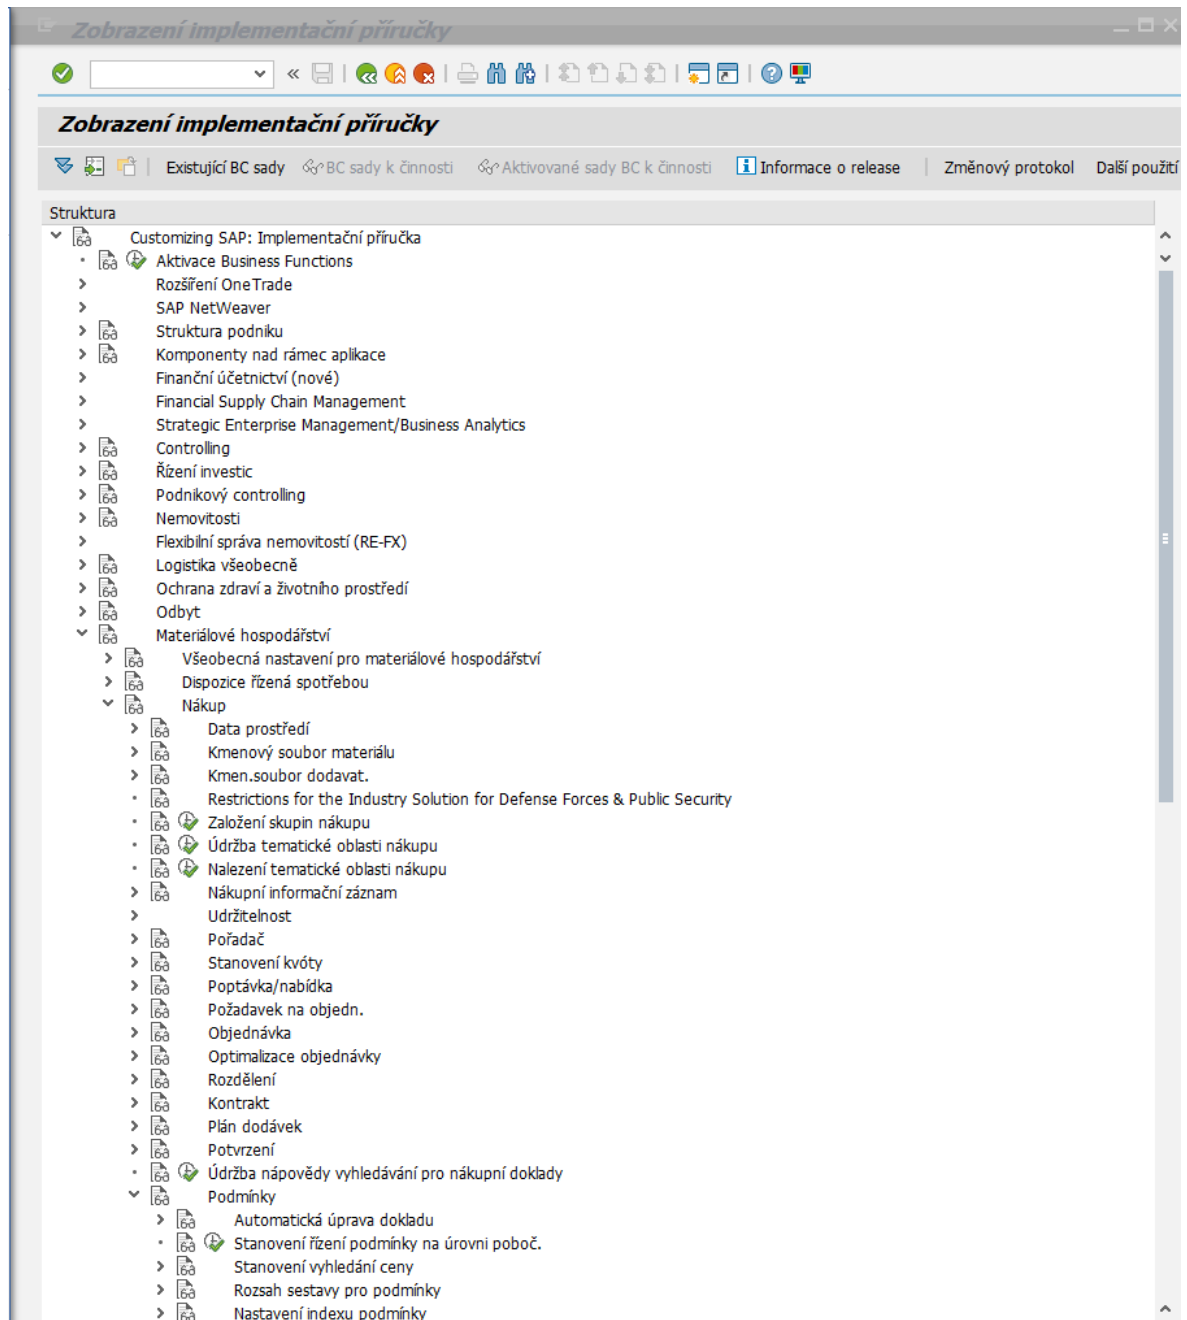 Zobrazení implementační příručky
Zobrazení implementační příručky
Existující BC sady BC sady k činnosti Aktivované sady BC k činnosti Informace o release Změnový protokol Další použití
Struktura
Customizing SAP: Implementační příručka
Aktivace Business Functions
Rozšíření OneTrade
SAP NetWeaver
Struktura podniku
Komponenty nad rámec aplikace
Finanční účetnictví (nové)
Financial Supply Chain Management
Strategic Enterprise Management/Business Analytics
Controlling
Řízení investic
Podnikový controlling
Nemovitosti
Flexibilní správa nemovitostí (RE-FX)
Logistika všeobecně
Ochrana zdraví a životního prostředí
Odbyt
Materiálové hospodářství
Všeobecná nastavení pro materiálové hospodářství
Dispozice řízená spotřebou
Nákup
Data prostředí
Kmenový soubor materiálu
Kmen.soubor dodavat.
Restrictions for the Industry Solution for Defense Forces & Public Security
Založení skupin nákupu
Údržba tematické oblasti nákupu
Nalezení tematické oblasti nákupu
Nákupní informační záznam
Udržitelnost
Pořadač
Stanovení kvóty
Poptávka/nabídka
Požadavek na objedn.
Objednávka
Optimalizace objednávky
Rozdělení
Kontrakt
Plán dodávek
Potvrzení
Údržba nápovědy vyhledávání pro nákupní doklady
Podmínky
Automatická úprava dokladu
Stanovení řízení podmínky na úrovni poboč.
Stanovení vyhledání ceny
Rozsah sestavy pro podmínky
Nastavení indexu podmínky